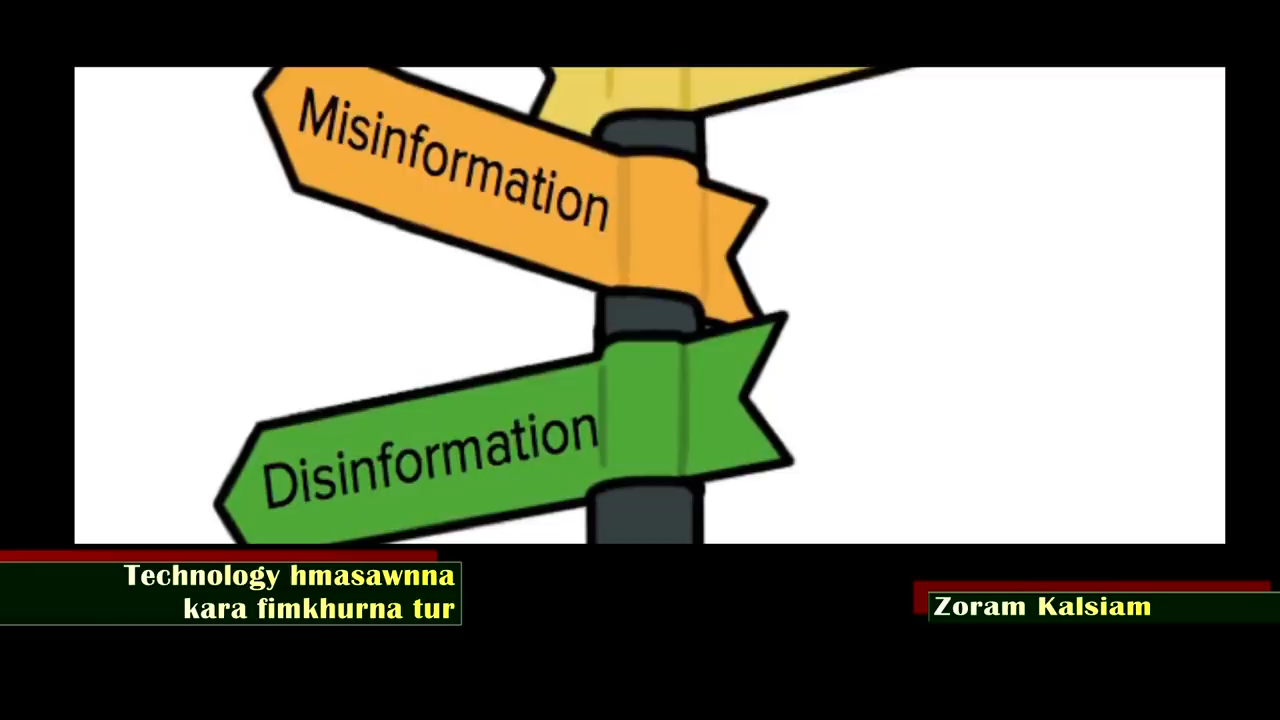 Misinformation
Disinformation
Technology hmasawnna
kara fimkhurna tur
Zoram Kalsiam